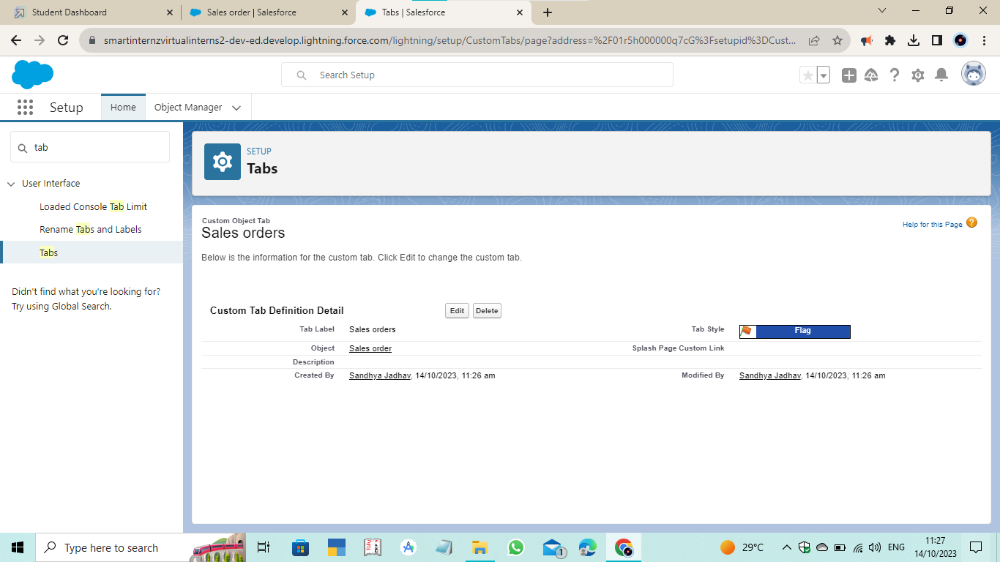 Student Dashboard
Sales order | Salesforce
Tabs | Salesforce
smartinternzvirtualinterns2-dev-ed.develop.lightning.force.com/lightning/setup/CustomTabs/page?address=%2F01r5h000000q7cG%3Fsetupid%3DCust...
Search Setup
Setup
Home
Object Manager
tab
User Interface
Loaded Console Tab Limit
Rename Tabs and Labels
Tabs
Didn't find what you're looking for?
Try using Global Search.
SETUP
Tabs
Custom Object Tab
Sales orders
Help for this Page ?
Below is the information for the custom tab. Click Edit to change the custom tab.
Custom Tab Definition Detail
Edit
Delete
Tab Label Sales orders
Tab Style Flag
Object Sales order
Splash Page Custom Link
Description
Created By Sandhya Jadhav, 14/10/2023, 11:26 am
Modified By Sandhya Jadhav, 14/10/2023, 11:26 am
Type here to search
1
29°C
ENG
11:27
14/10/2023